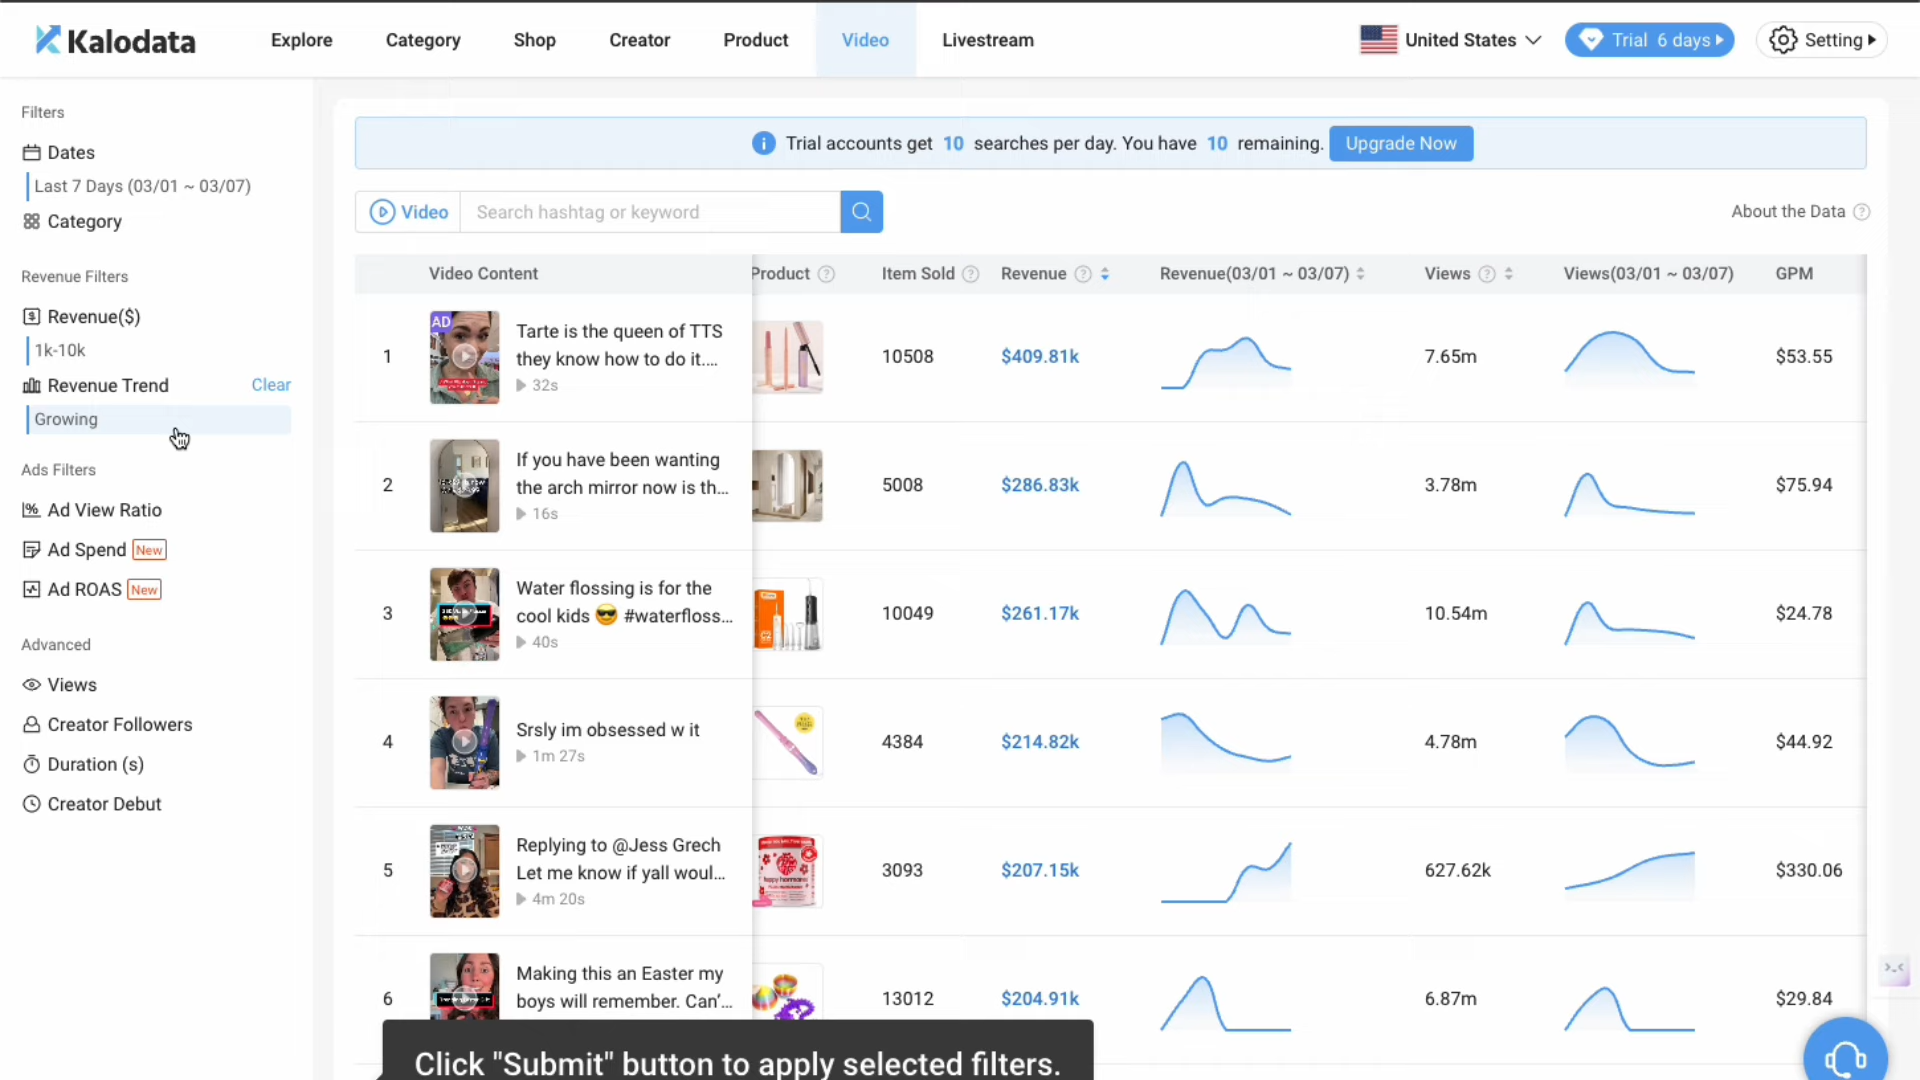 Kalodata
Explore
Category
Shop
Creator
Product
Video
Livestream
United States
Trial 6 days
Setting
Filters
Dates
Last 7 Days (03/01 ~ 03/07)
Category
Revenue Filters
Revenue($)
1k-10k
Revenue Trend
Clear
Growing
Ads Filters
Ad View Ratio
Ad Spend New
Ad ROAS New
Advanced
Views
Creator Followers
Duration (s)
Creator Debut
Trial accounts get 10 searches per day. You have 10 remaining.
Upgrade Now
Video
Search hashtag or keyword
About the Data
Video Content
Product
Item Sold
Revenue
Revenue(03/01 ~ 03/07)
Views
Views(03/01 ~ 03/07)
GPM
1
AD
Tarte is the queen of TTS
they know how to do it....
32s
10508
$409.81k
7.65m
$53.55
2
If you have been wanting
the arch mirror now is th...
16s
5008
$286.83k
3.78m
$75.94
3
Water flossing is for the
cool kids 😎 #waterfloss...
40s
10049
$261.17k
10.54m
$24.78
4
Srsly im obsessed w it
1m 27s
4384
$214.82k
4.78m
$44.92
5
Replying to @Jess Grech
Let me know if yall woul...
4m 20s
happy hormones
3093
$207.15k
627.62k
$330.06
6
Making this an Easter my
boys will remember. Can'...
13012
$204.91k
6.87m
$29.84
Click "Submit" button to apply selected filters.